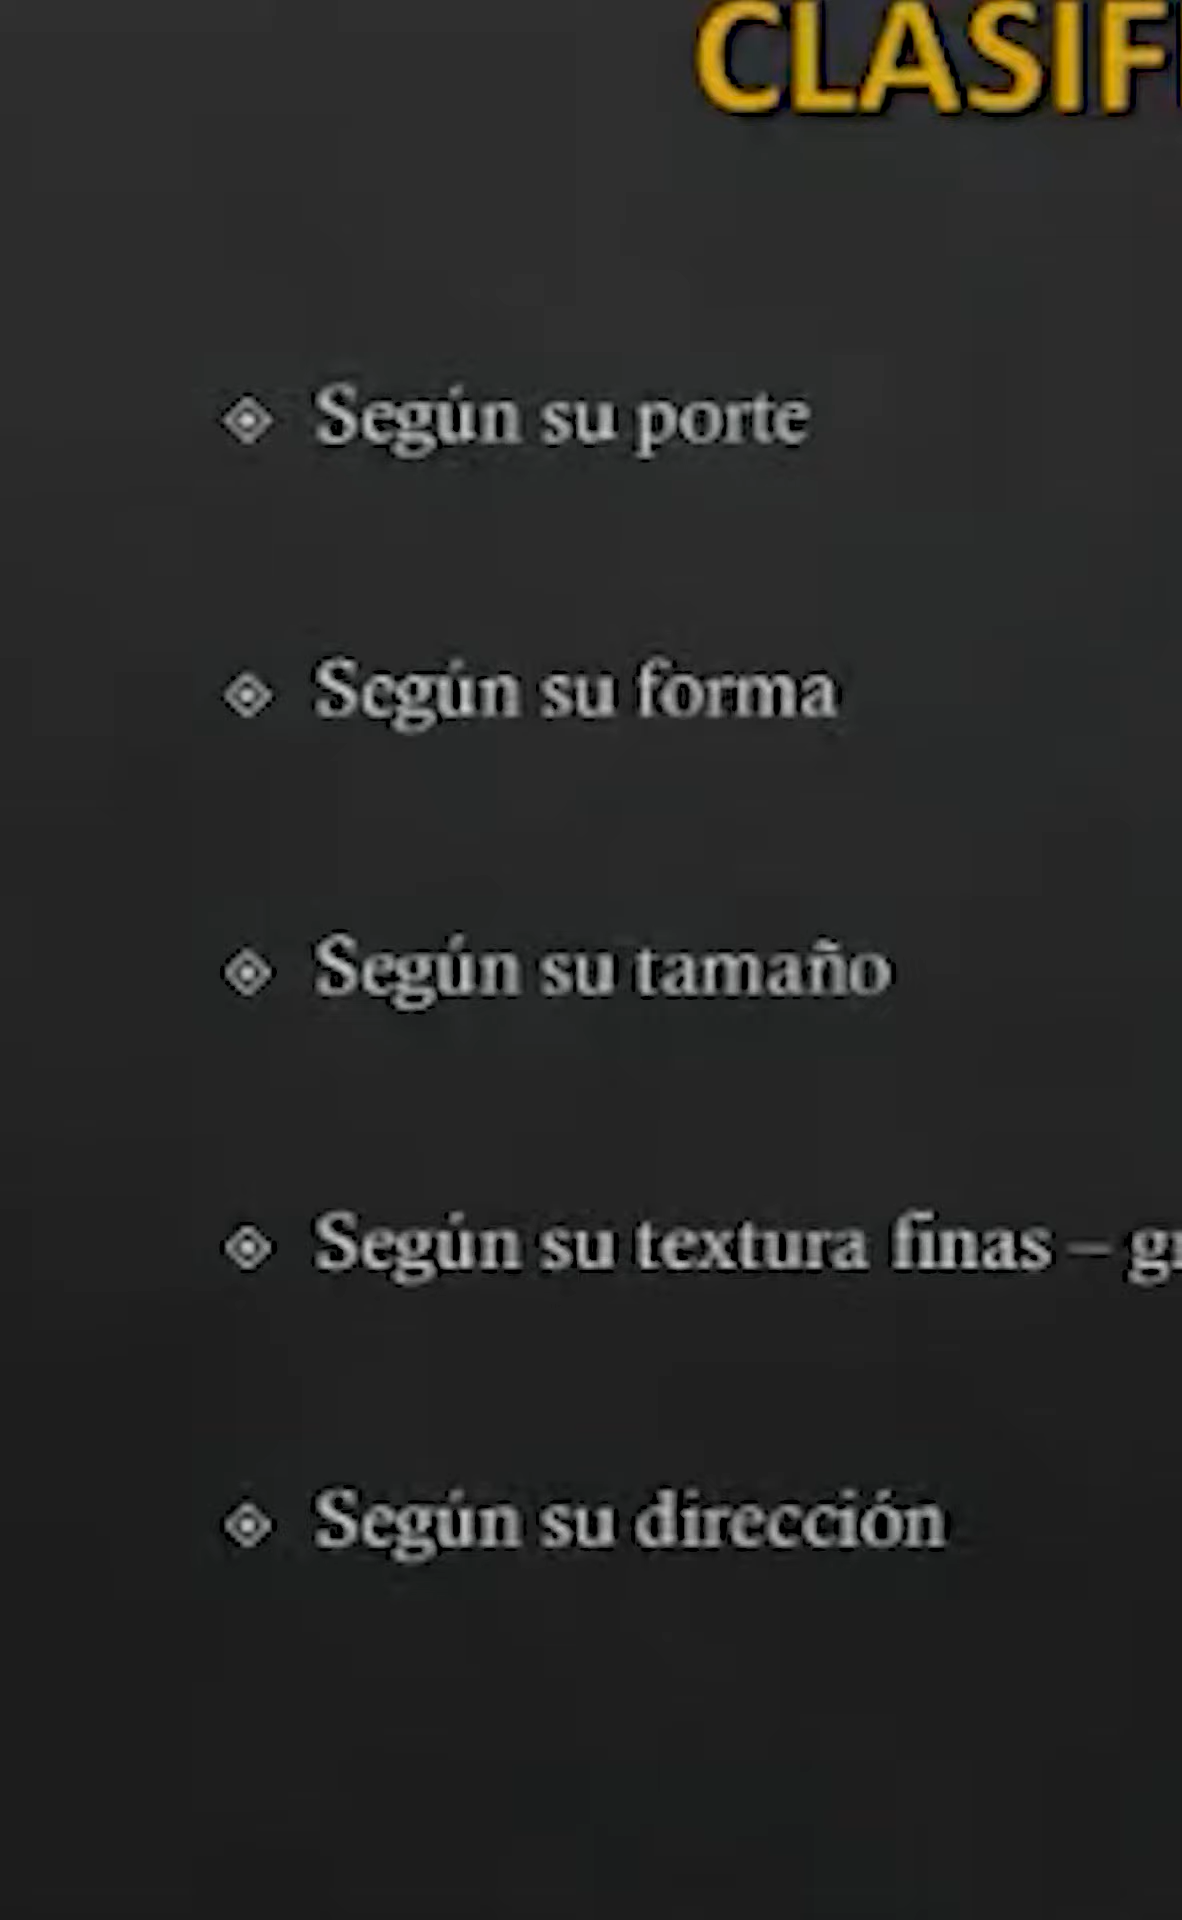 CLASIF
Según su porte
Según su forma
Según su tamaño
Según su textura finas –
Según su dirección